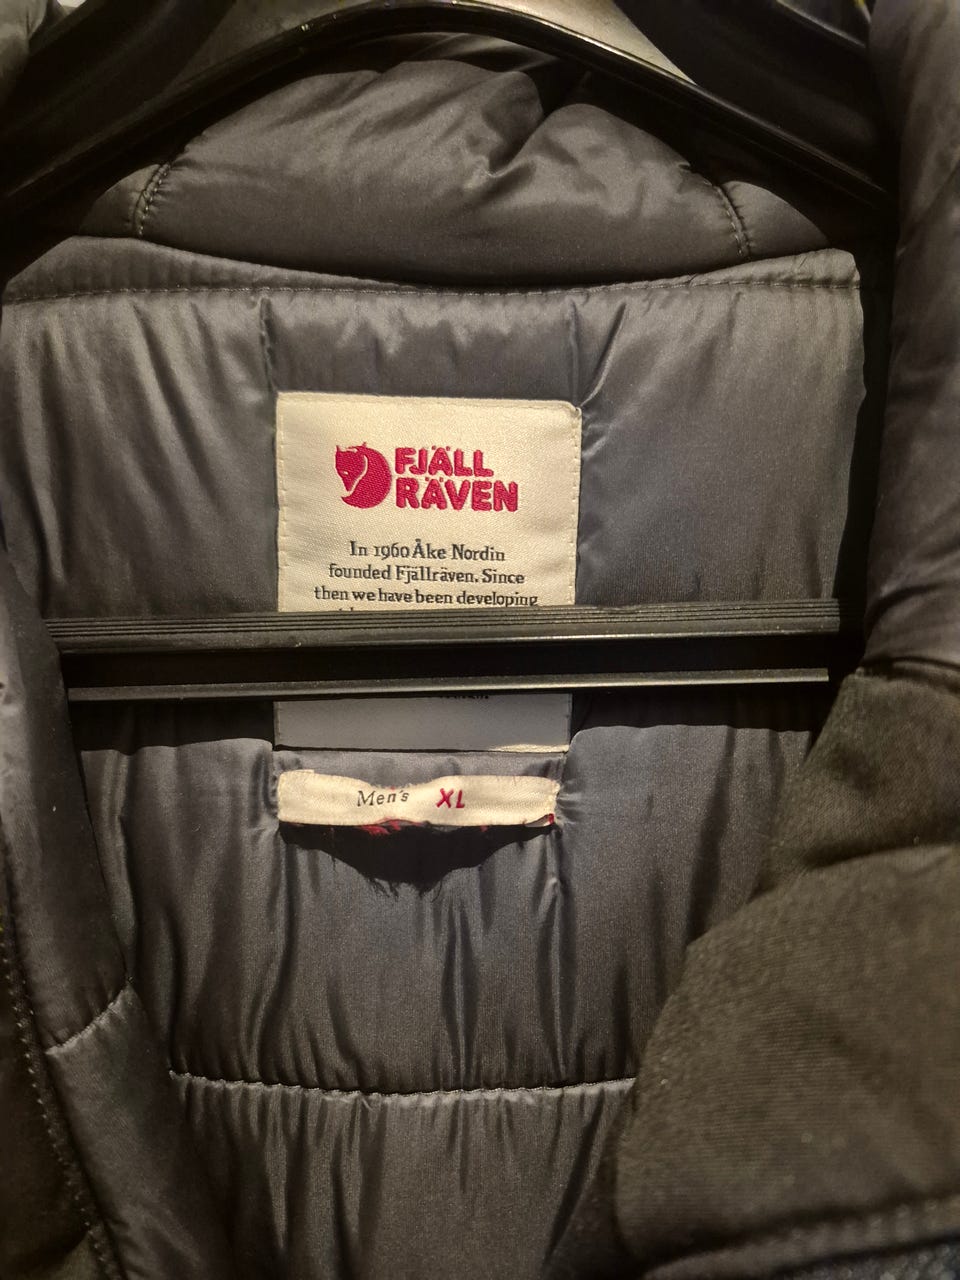 FJÄLL
RÄVEN
In 1960 Åke Nordin
founded Fjällräven. Since
then we have been developing
Men's XL